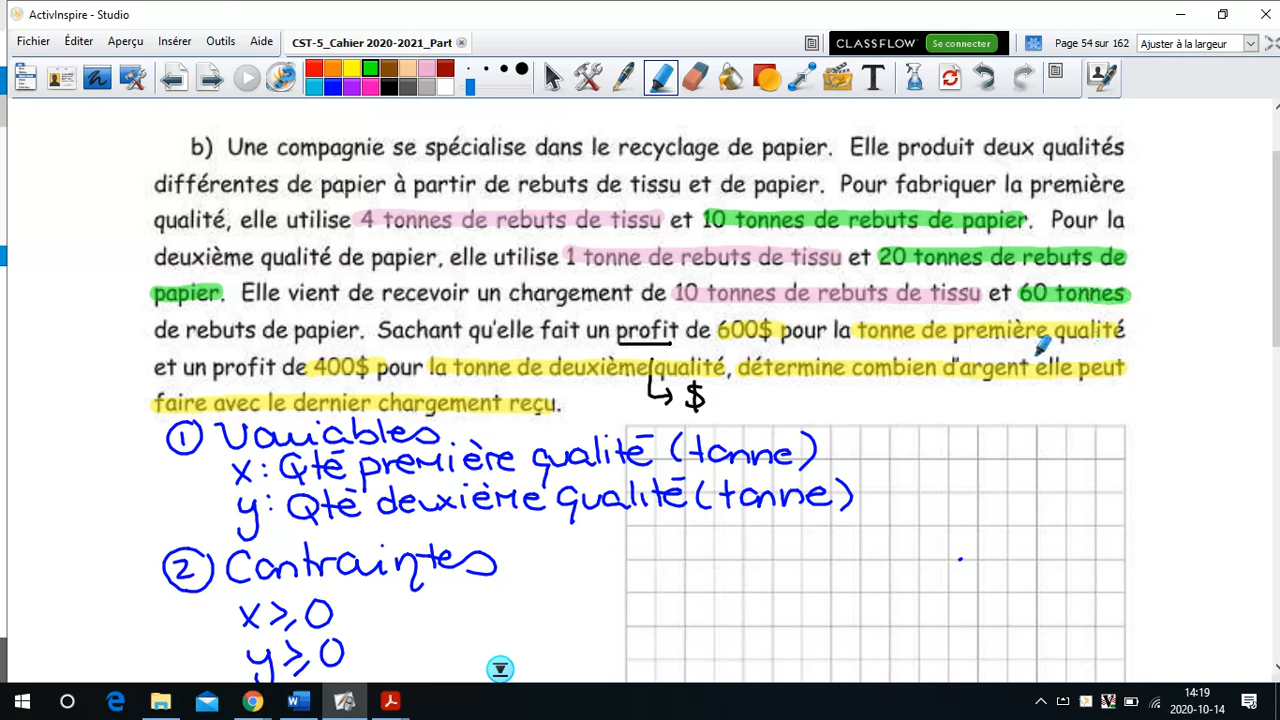 ActivInspire - Studio
Fichier Éditer Aperçu Insérer Outils Aide
CST-5_Cahier 2020-2021_Part
CLASSFLOW Se connecter
Page 54 sur 162
Ajuster à la largeur
b) Une compagnie se spécialise dans le recyclage de papier. Elle produit deux qualités
différentes de papier à partir de rebuts de tissu et de papier. Pour fabriquer la première
qualité, elle utilise 4 tonnes de rebuts de tissu et 10 tonnes de rebuts de papier. Pour la
deuxième qualité de papier, elle utilise 1 tonne de rebuts de tissu et 20 tonnes de rebuts de
papier. Elle vient de recevoir un chargement de 10 tonnes de rebuts de tissu et 60 tonnes
de rebuts de papier. Sachant qu'elle fait un profit de 600$ pour la tonne de première qualité
et un profit de 400$ pour la tonne de deuxième qualité, détermine combien d'argent elle peut
faire avec le dernier chargement reçu.
↳ $
① Variables
x: Qté première qualité (tonne)
y: Qté deuxième qualité (tonne)
② Contraintes
x ≥ 0
y ≥ 0
14:19
2020-10-14